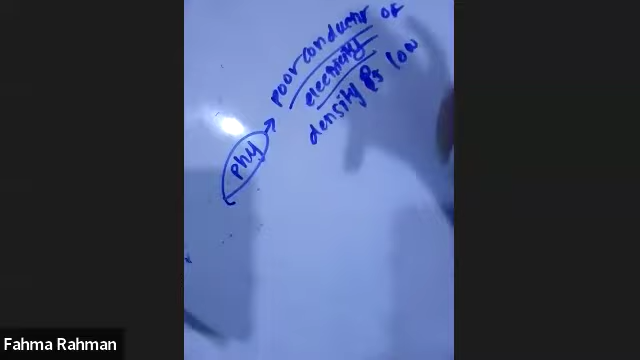 phy → poor conductor of
electricity
density is low
Fahma Rahman